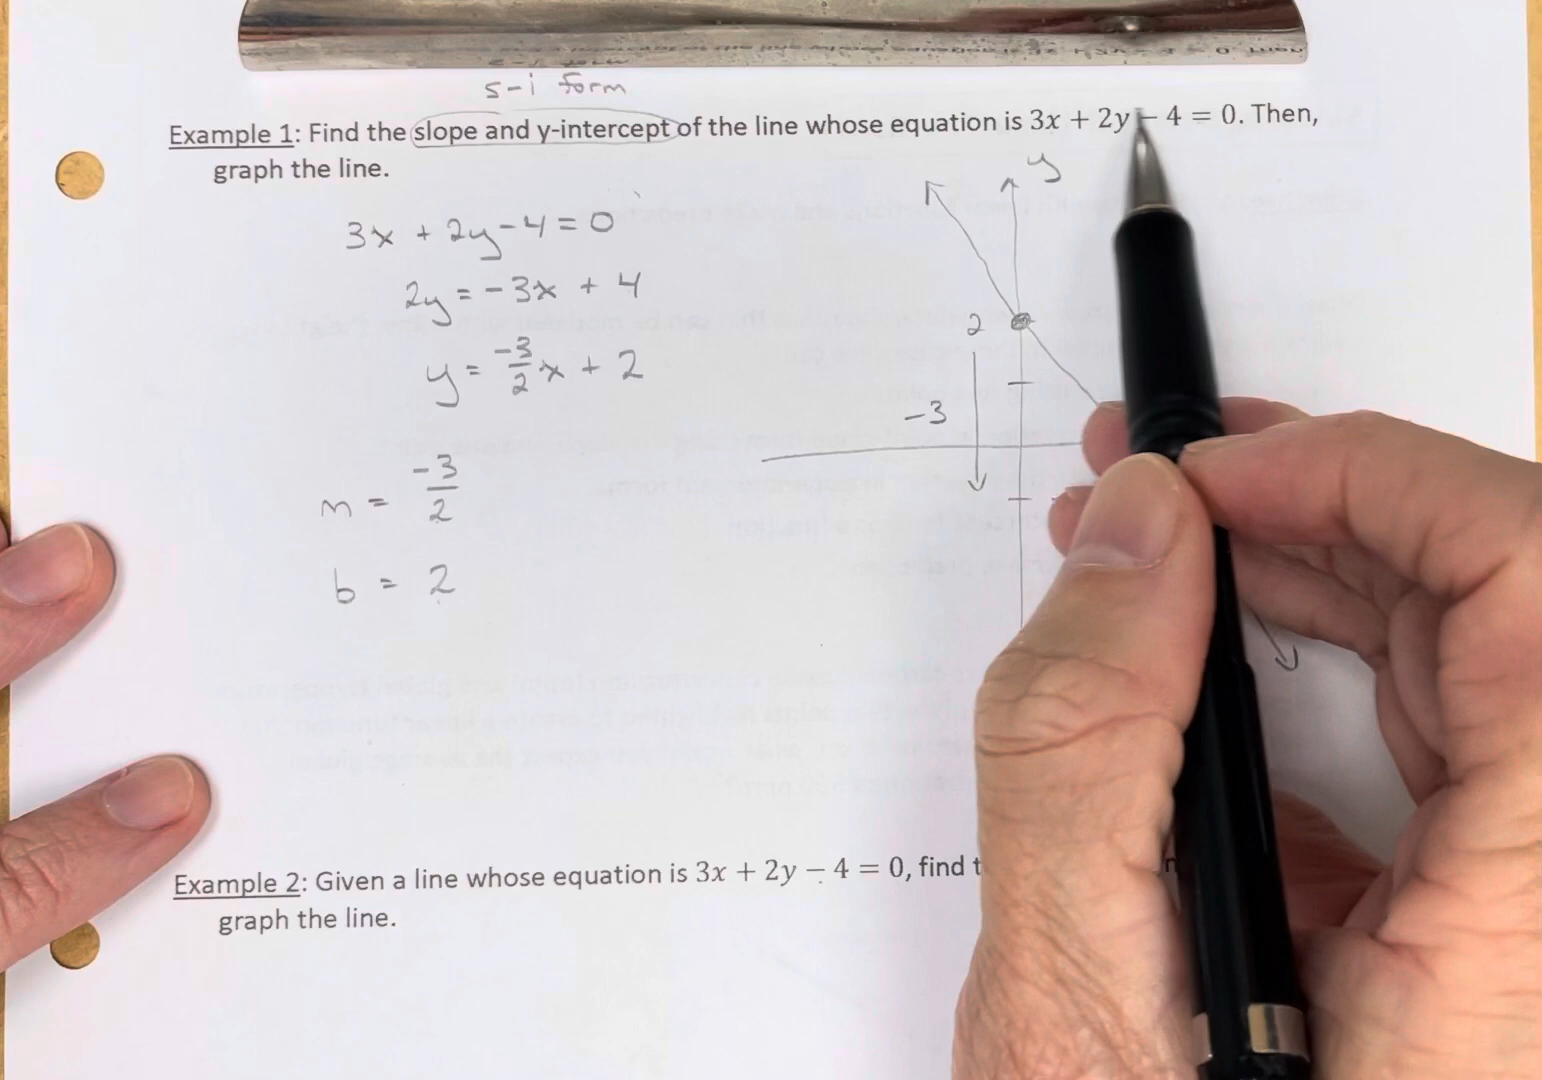 s-i form
Example 1: Find the slope and y-intercept of the line whose equation is 3x + 2y - 4 = 0. Then,
graph the line.
y
3x + 2y - 4 = 0
2y = -3x + 4
y = -3/2 x + 2
2
-3
m = -3/2
b = 2
Example 2: Given a line whose equation is 3x + 2y - 4 = 0, find
graph the line.